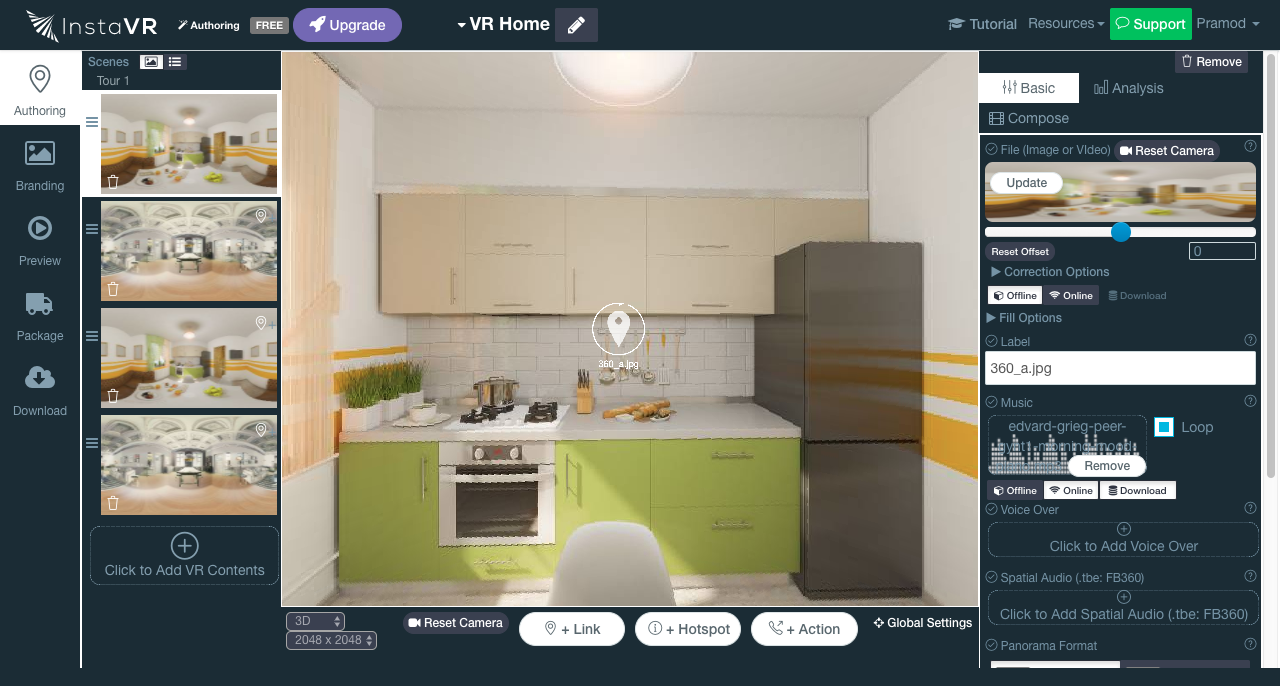 InstaVR
Authoring
FREE
Upgrade
VR Home
Tutorial
Resources
Support
Pramod
Authoring
Branding
Preview
Package
Download
Scenes
Tour 1
Click to Add VR Contents
360_a.jpg
3D
2048 x 2048
Reset Camera
+ Link
+ Hotspot
+ Action
Global Settings
Remove
Basic
Analysis
Compose
File (Image or VIdeo)
Reset Camera
Update
Reset Offset
0
Correction Options
Offline
Online
Download
Fill Options
Label
360_a.jpg
Music
edvard-grieg-peer-
Loop
Remove
Offline
Online
Download
Voice Over
Click to Add Voice Over
Spatial Audio (.tbe: FB360)
Click to Add Spatial Audio (.tbe: FB360)
Panorama Format